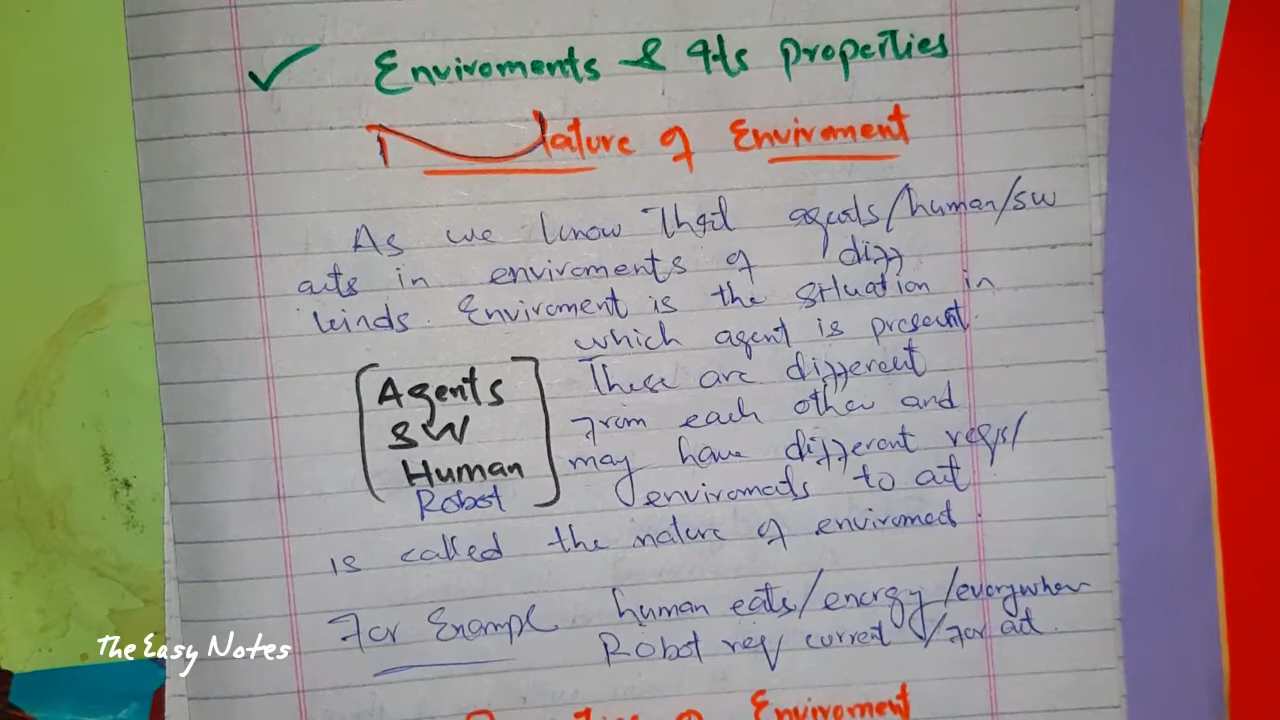 ✓ Enviroments & Its Properties
Nature of Enviroment
As we know That agents/human/sw
acts in enviroments of diff
kinds. Enviroment is the situation in
which agent is present.
These are different
from each other and
may have different reqs/
enviroments to act
Agents
SW
Human
Robot
is called the nature of enviroment.
For Example human eats/energy/everywhere
Robot req current/for act.
of Enviroment
The Easy Notes